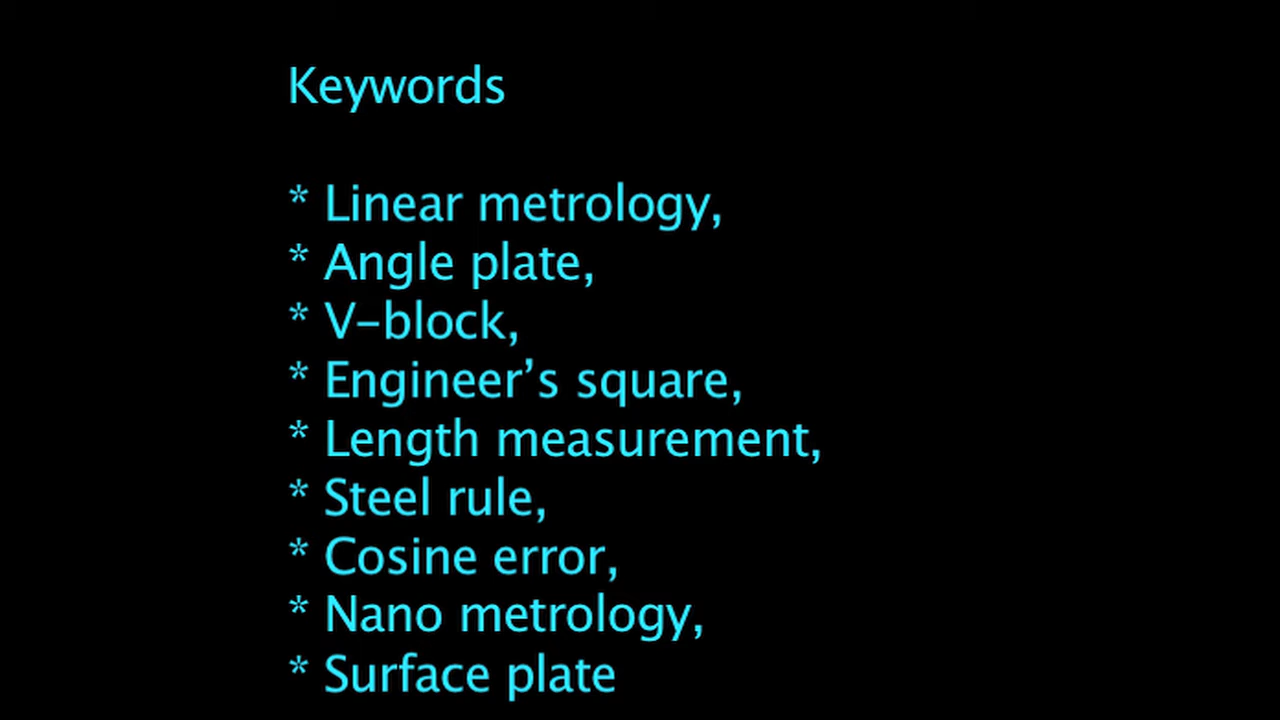 Keywords
* Linear metrology,
* Angle plate,
* V–block,
* Engineer’s square,
* Length measurement,
* Steel rule,
* Cosine error,
* Nano metrology,
* Surface plate